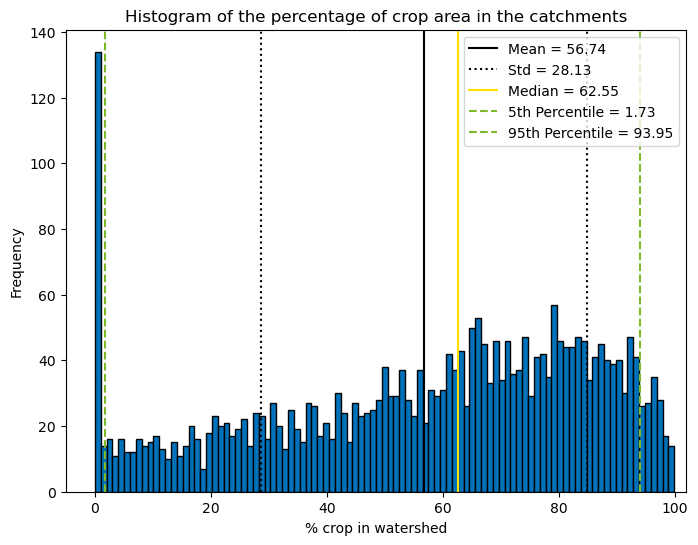 Histogram of the percentage of crop area in the catchments
140
120
100
80
60
40
20
0
Frequency
Mean = 56.74
Std = 28.13
Median = 62.55
5th Percentile = 1.73
95th Percentile = 93.95
0 20 40 60 80 100
% crop in watershed